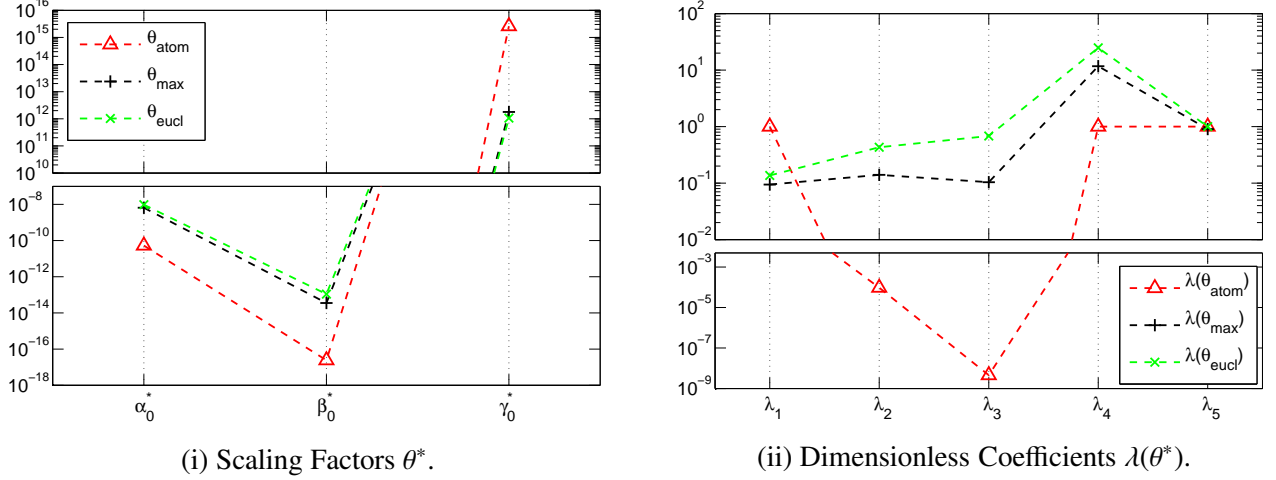 10^16
10^15
10^14
10^13
10^12
10^11
10^10
θ_atom
θ_max
θ_eucl
10^-8
10^-10
10^-12
10^-14
10^-16
10^-18
α*_0
β*_0
γ*_0
(i) Scaling Factors θ*.
10^2
10^1
10^0
10^-1
10^-2
10^-3
10^-5
10^-7
10^-9
λ(θ_atom)
λ(θ_max)
λ(θ_eucl)
λ_1
λ_2
λ_3
λ_4
λ_5
(ii) Dimensionless Coefficients λ(θ*).